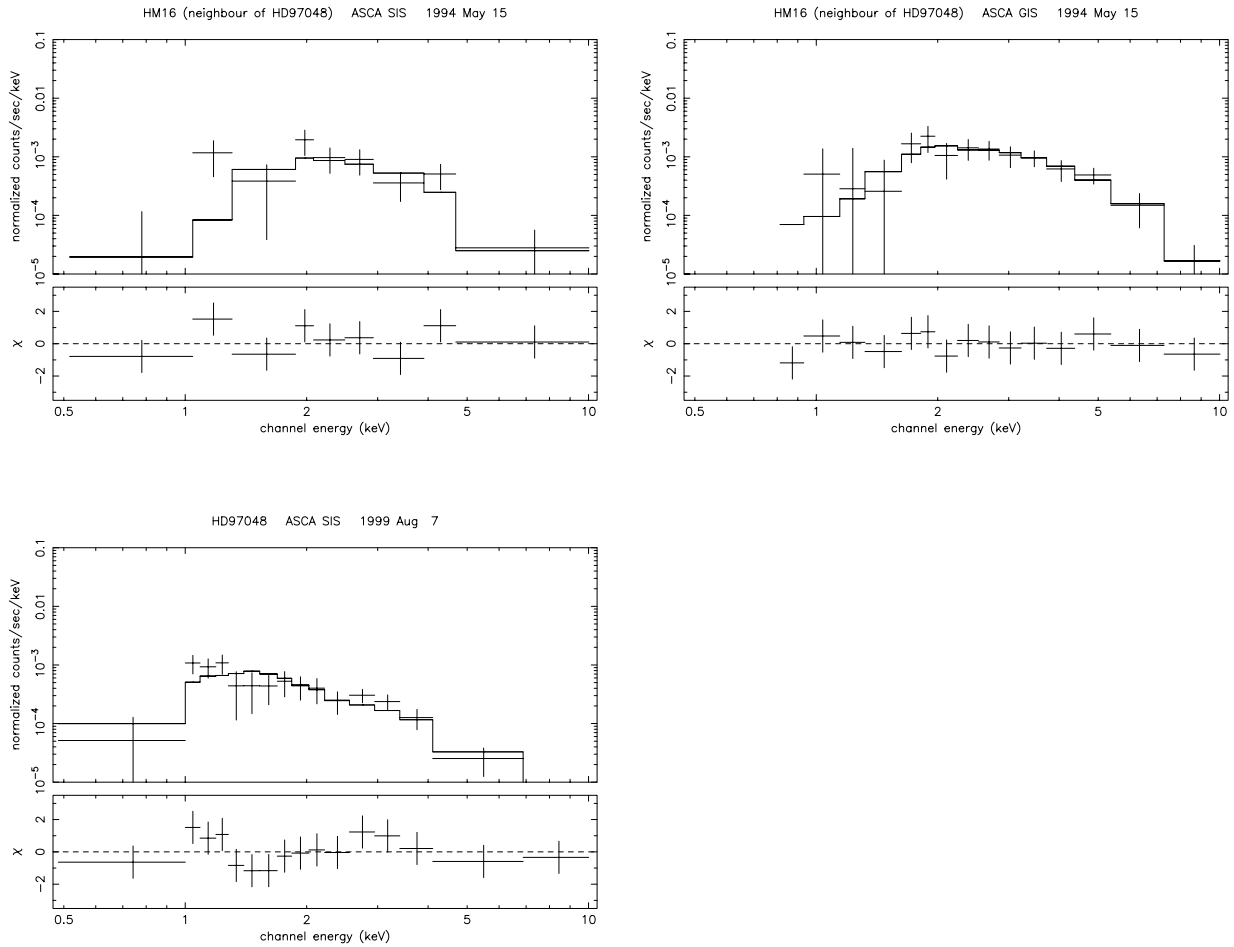 HM16 (neighbour of HD97048) ASCA SIS 1994 May 15
normalized counts/sec/keV
0.1
0.01
10⁻³
10⁻⁴
10⁻⁵
χ
2
0
−2
0.5 1 2 5 10
channel energy (keV)
HM16 (neighbour of HD97048) ASCA GIS 1994 May 15
normalized counts/sec/keV
0.1
0.01
10⁻³
10⁻⁴
10⁻⁵
χ
2
0
−2
0.5 1 2 5 10
channel energy (keV)
HD97048 ASCA SIS 1999 Aug 7
normalized counts/sec/keV
0.1
0.01
10⁻³
10⁻⁴
10⁻⁵
χ
2
0
−2
0.5 1 2 5 10
channel energy (keV)